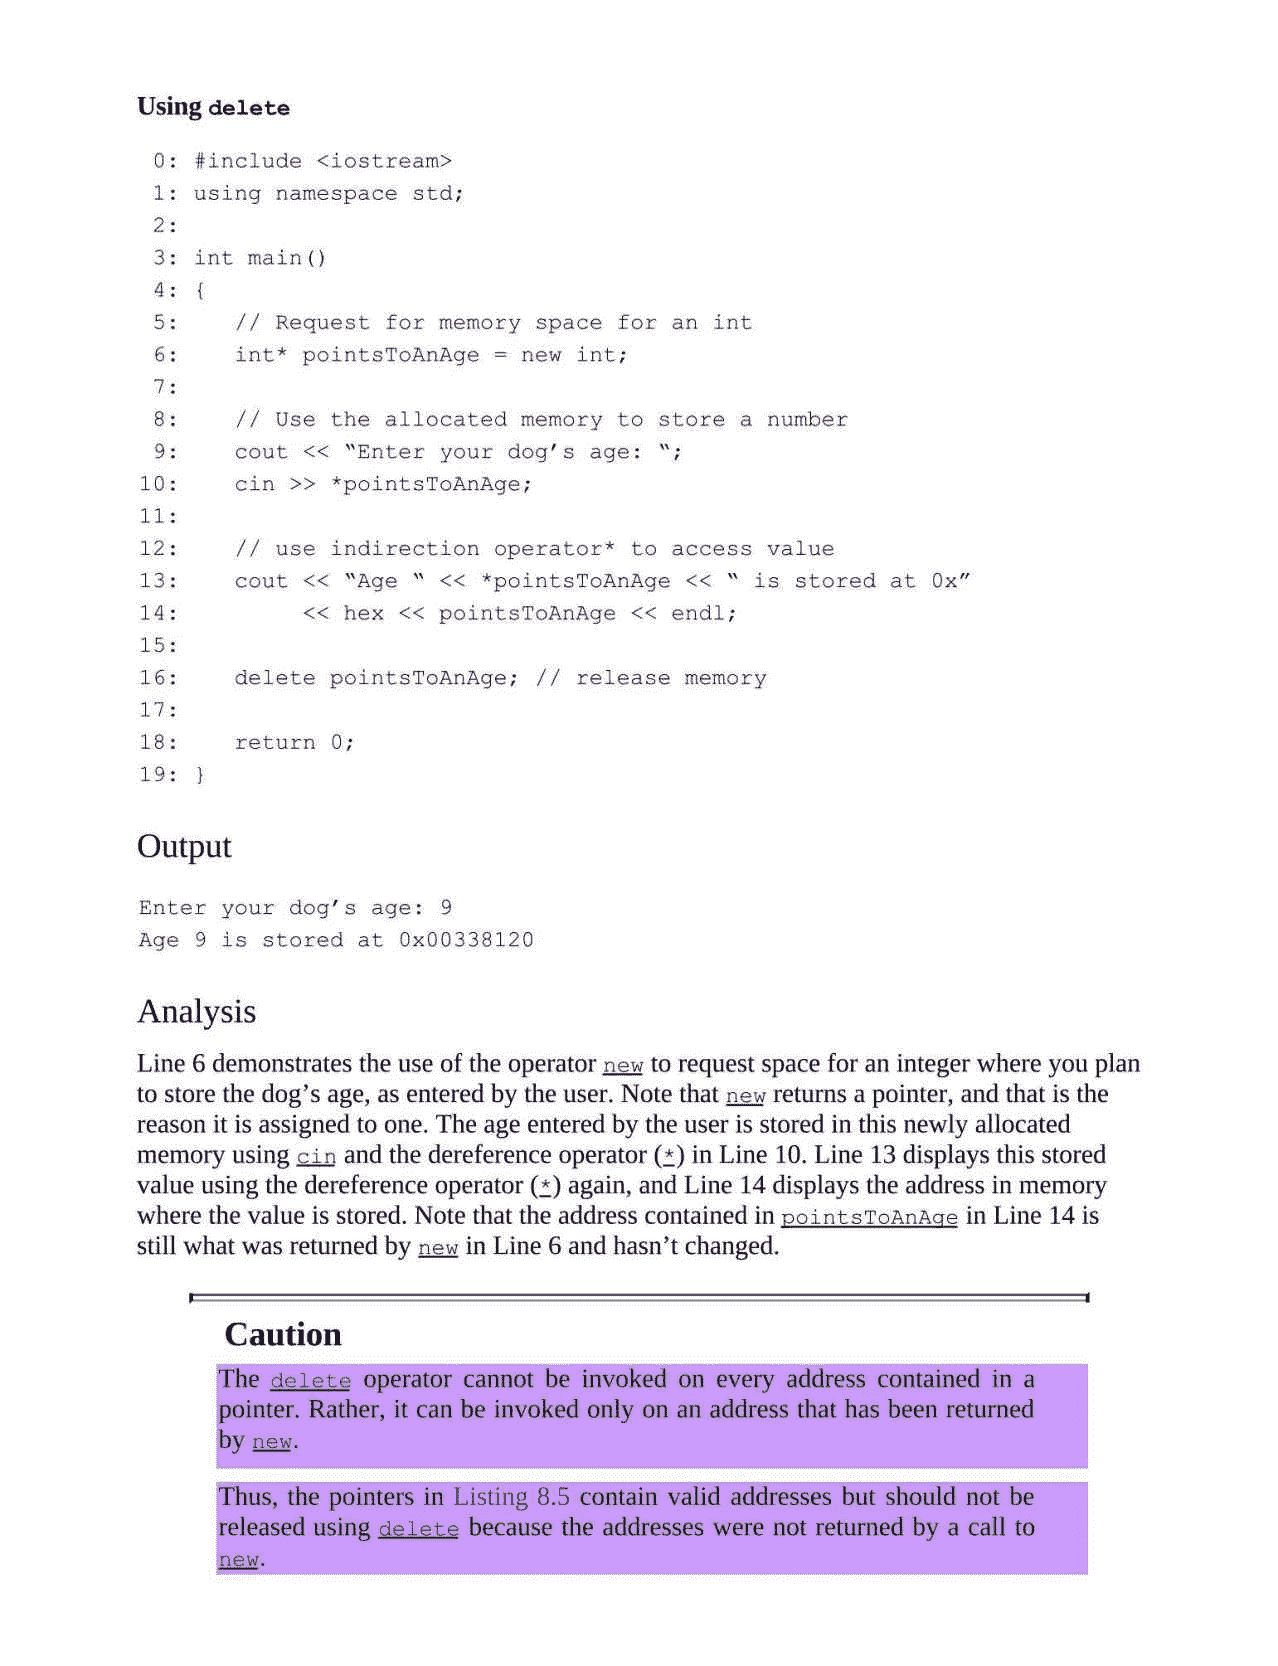 Using delete
0: #include <iostream>
1: using namespace std;
2:
3: int main()
4: {
5:    // Request for memory space for an int
6:    int* pointsToAnAge = new int;
7:
8:    // Use the allocated memory to store a number
9:    cout << “Enter your dog’s age: “;
10:    cin >> *pointsToAnAge;
11:
12:    // use indirection operator* to access value
13:    cout << “Age “ << *pointsToAnAge << “ is stored at 0x”
14:         << hex << pointsToAnAge << endl;
15:
16:    delete pointsToAnAge; // release memory
17:
18:    return 0;
19: }
Output
Enter your dog’s age: 9
Age 9 is stored at 0x00338120
Analysis
Line 6 demonstrates the use of the operator new to request space for an integer where you plan
to store the dog’s age, as entered by the user. Note that new returns a pointer, and that is the
reason it is assigned to one. The age entered by the user is stored in this newly allocated
memory using cin and the dereference operator (*) in Line 10. Line 13 displays this stored
value using the dereference operator (*) again, and Line 14 displays the address in memory
where the value is stored. Note that the address contained in pointsToAnAge in Line 14 is
still what was returned by new in Line 6 and hasn’t changed.
Caution
The delete operator cannot be invoked on every address contained in a
pointer. Rather, it can be invoked only on an address that has been returned
by new.
Thus, the pointers in Listing 8.5 contain valid addresses but should not be
released using delete because the addresses were not returned by a call to
new.